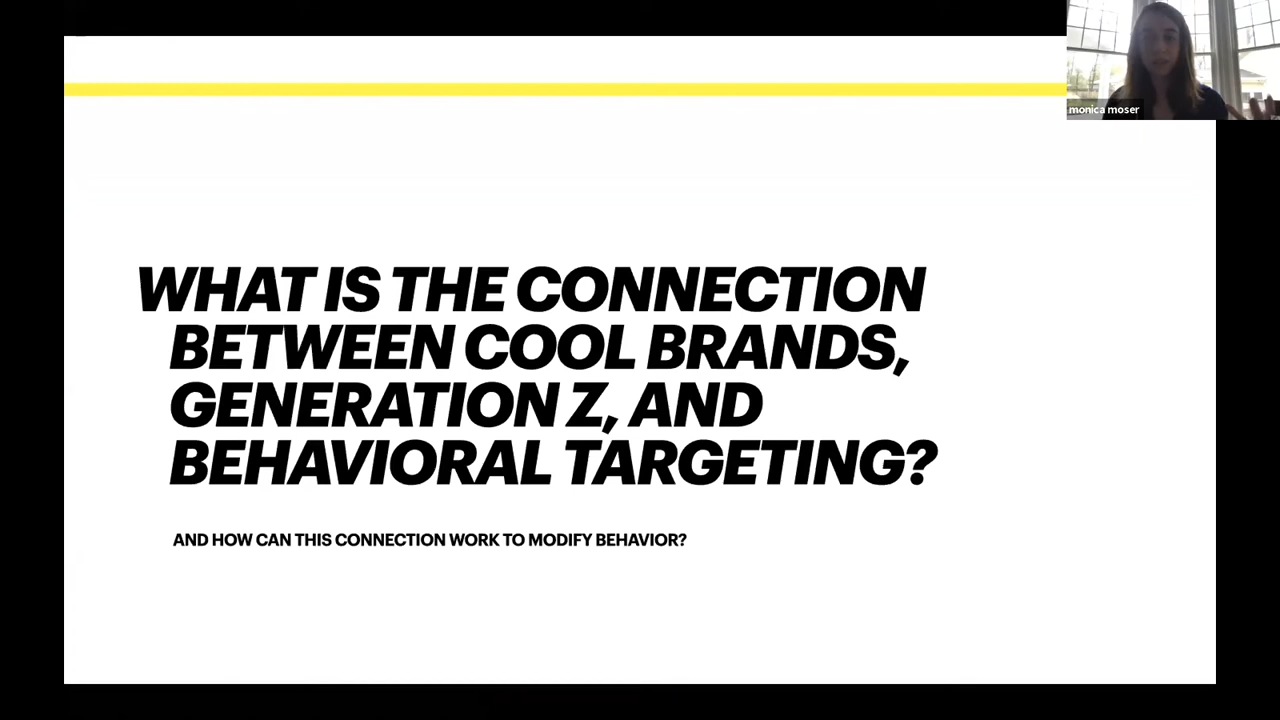 monica moser
WHAT IS THE CONNECTION
BETWEEN COOL BRANDS,
GENERATION Z, AND
BEHAVIORAL TARGETING?
AND HOW CAN THIS CONNECTION WORK TO MODIFY BEHAVIOR?